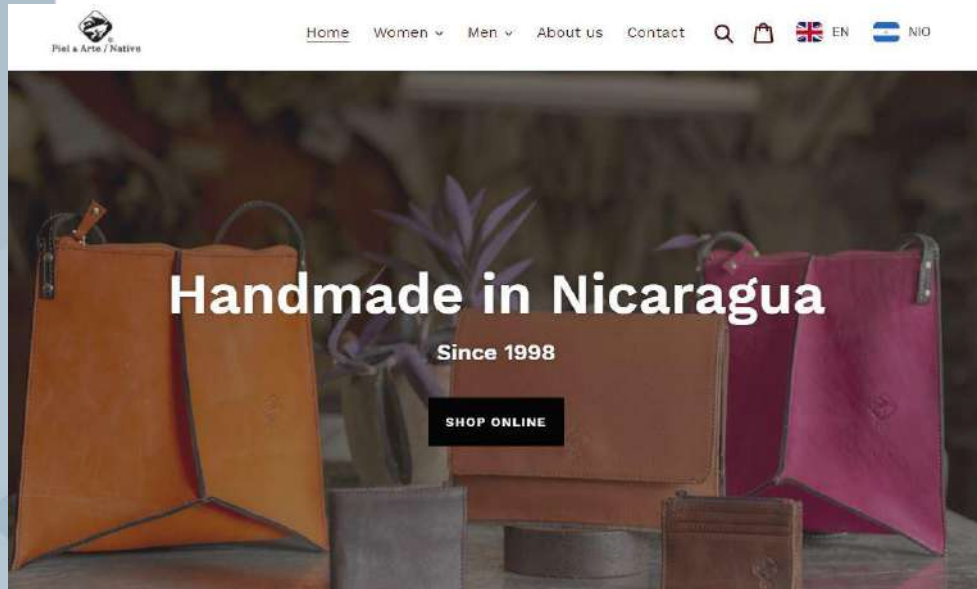 Piel & Arte / Nativo
Home Women Men About us Contact EN NIO
Handmade in Nicaragua
Since 1998
SHOP ONLINE